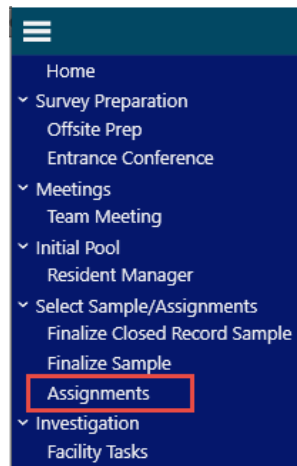 Home
Survey Preparation
Offsite Prep
Entrance Conference
Meetings
Team Meeting
Initial Pool
Resident Manager
Select Sample/Assignments
Finalize Closed Record Sample
Finalize Sample
Assignments
Investigation
Facility Tasks